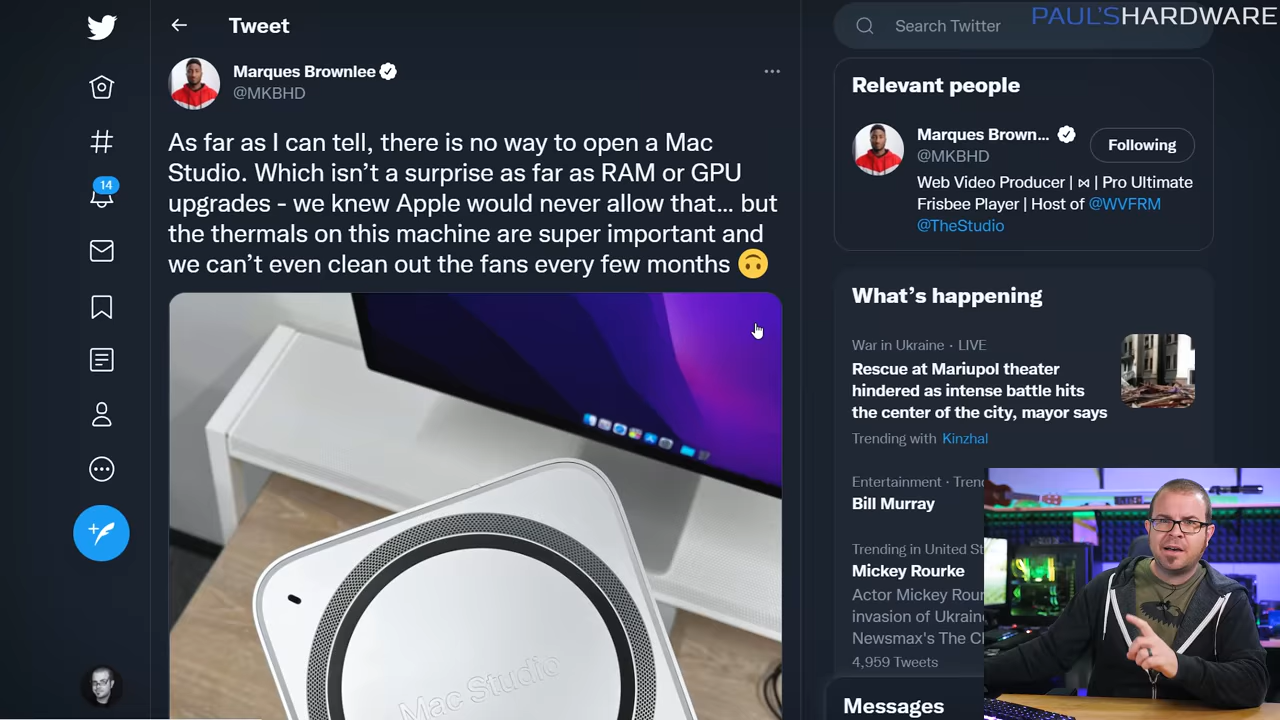 PAUL'SHARDWARE
Tweet
Search Twitter
Marques Brownlee
@MKBHD
As far as I can tell, there is no way to open a Mac
Studio. Which isn’t a surprise as far as RAM or GPU
upgrades - we knew Apple would never allow that... but
the thermals on this machine are super important and
we can’t even clean out the fans every few months 🙃
Mac Studio
14
Relevant people
Marques Brown...
@MKBHD
Following
Web Video Producer | ⋈ | Pro Ultimate
Frisbee Player | Host of @WVFRM
@TheStudio
What’s happening
War in Ukraine · LIVE
Rescue at Mariupol theater
hindered as intense battle hits
the center of the city, mayor says
Trending with Kinzhal
Entertainment · Tren
Bill Murray
Trending in United St
Mickey Rourke
Actor Mickey Rour
invasion of Ukrain
Newsmax's The C
4,959 Tweets
Messages